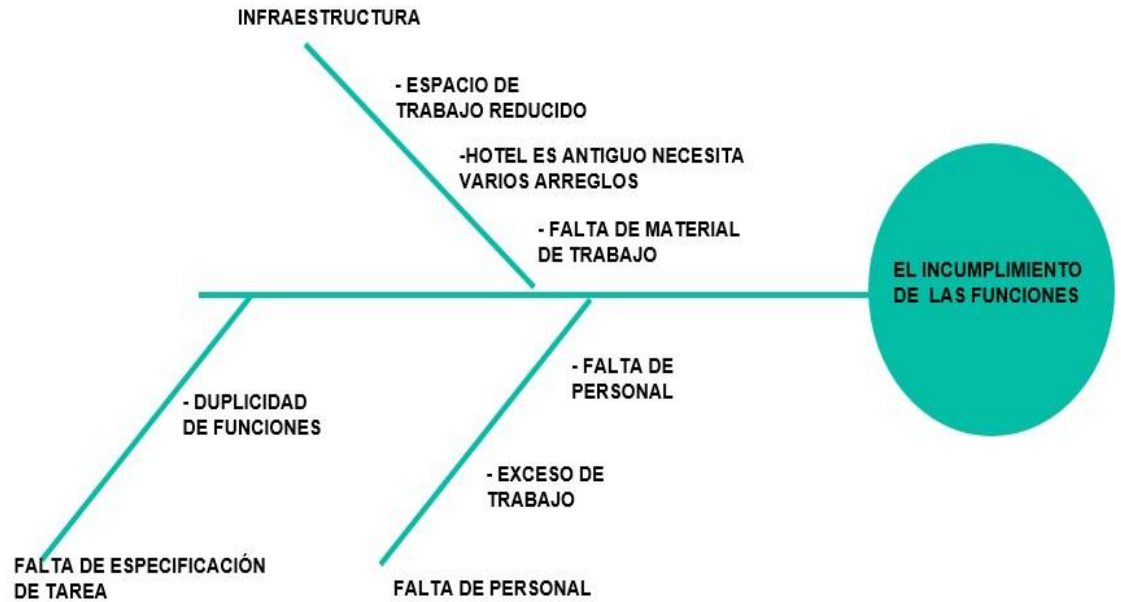 INFRAESTRUCTURA
- ESPACIO DE
TRABAJO REDUCIDO
-HOTEL ES ANTIGUO NECESITA
VARIOS ARREGLOS
- FALTA DE MATERIAL
DE TRABAJO
EL INCUMPLIMIENTO
DE LAS FUNCIONES
- FALTA DE
PERSONAL
- DUPLICIDAD
DE FUNCIONES
- EXCESO DE
TRABAJO
FALTA DE ESPECIFICACIÓN
DE TAREA
FALTA DE PERSONAL